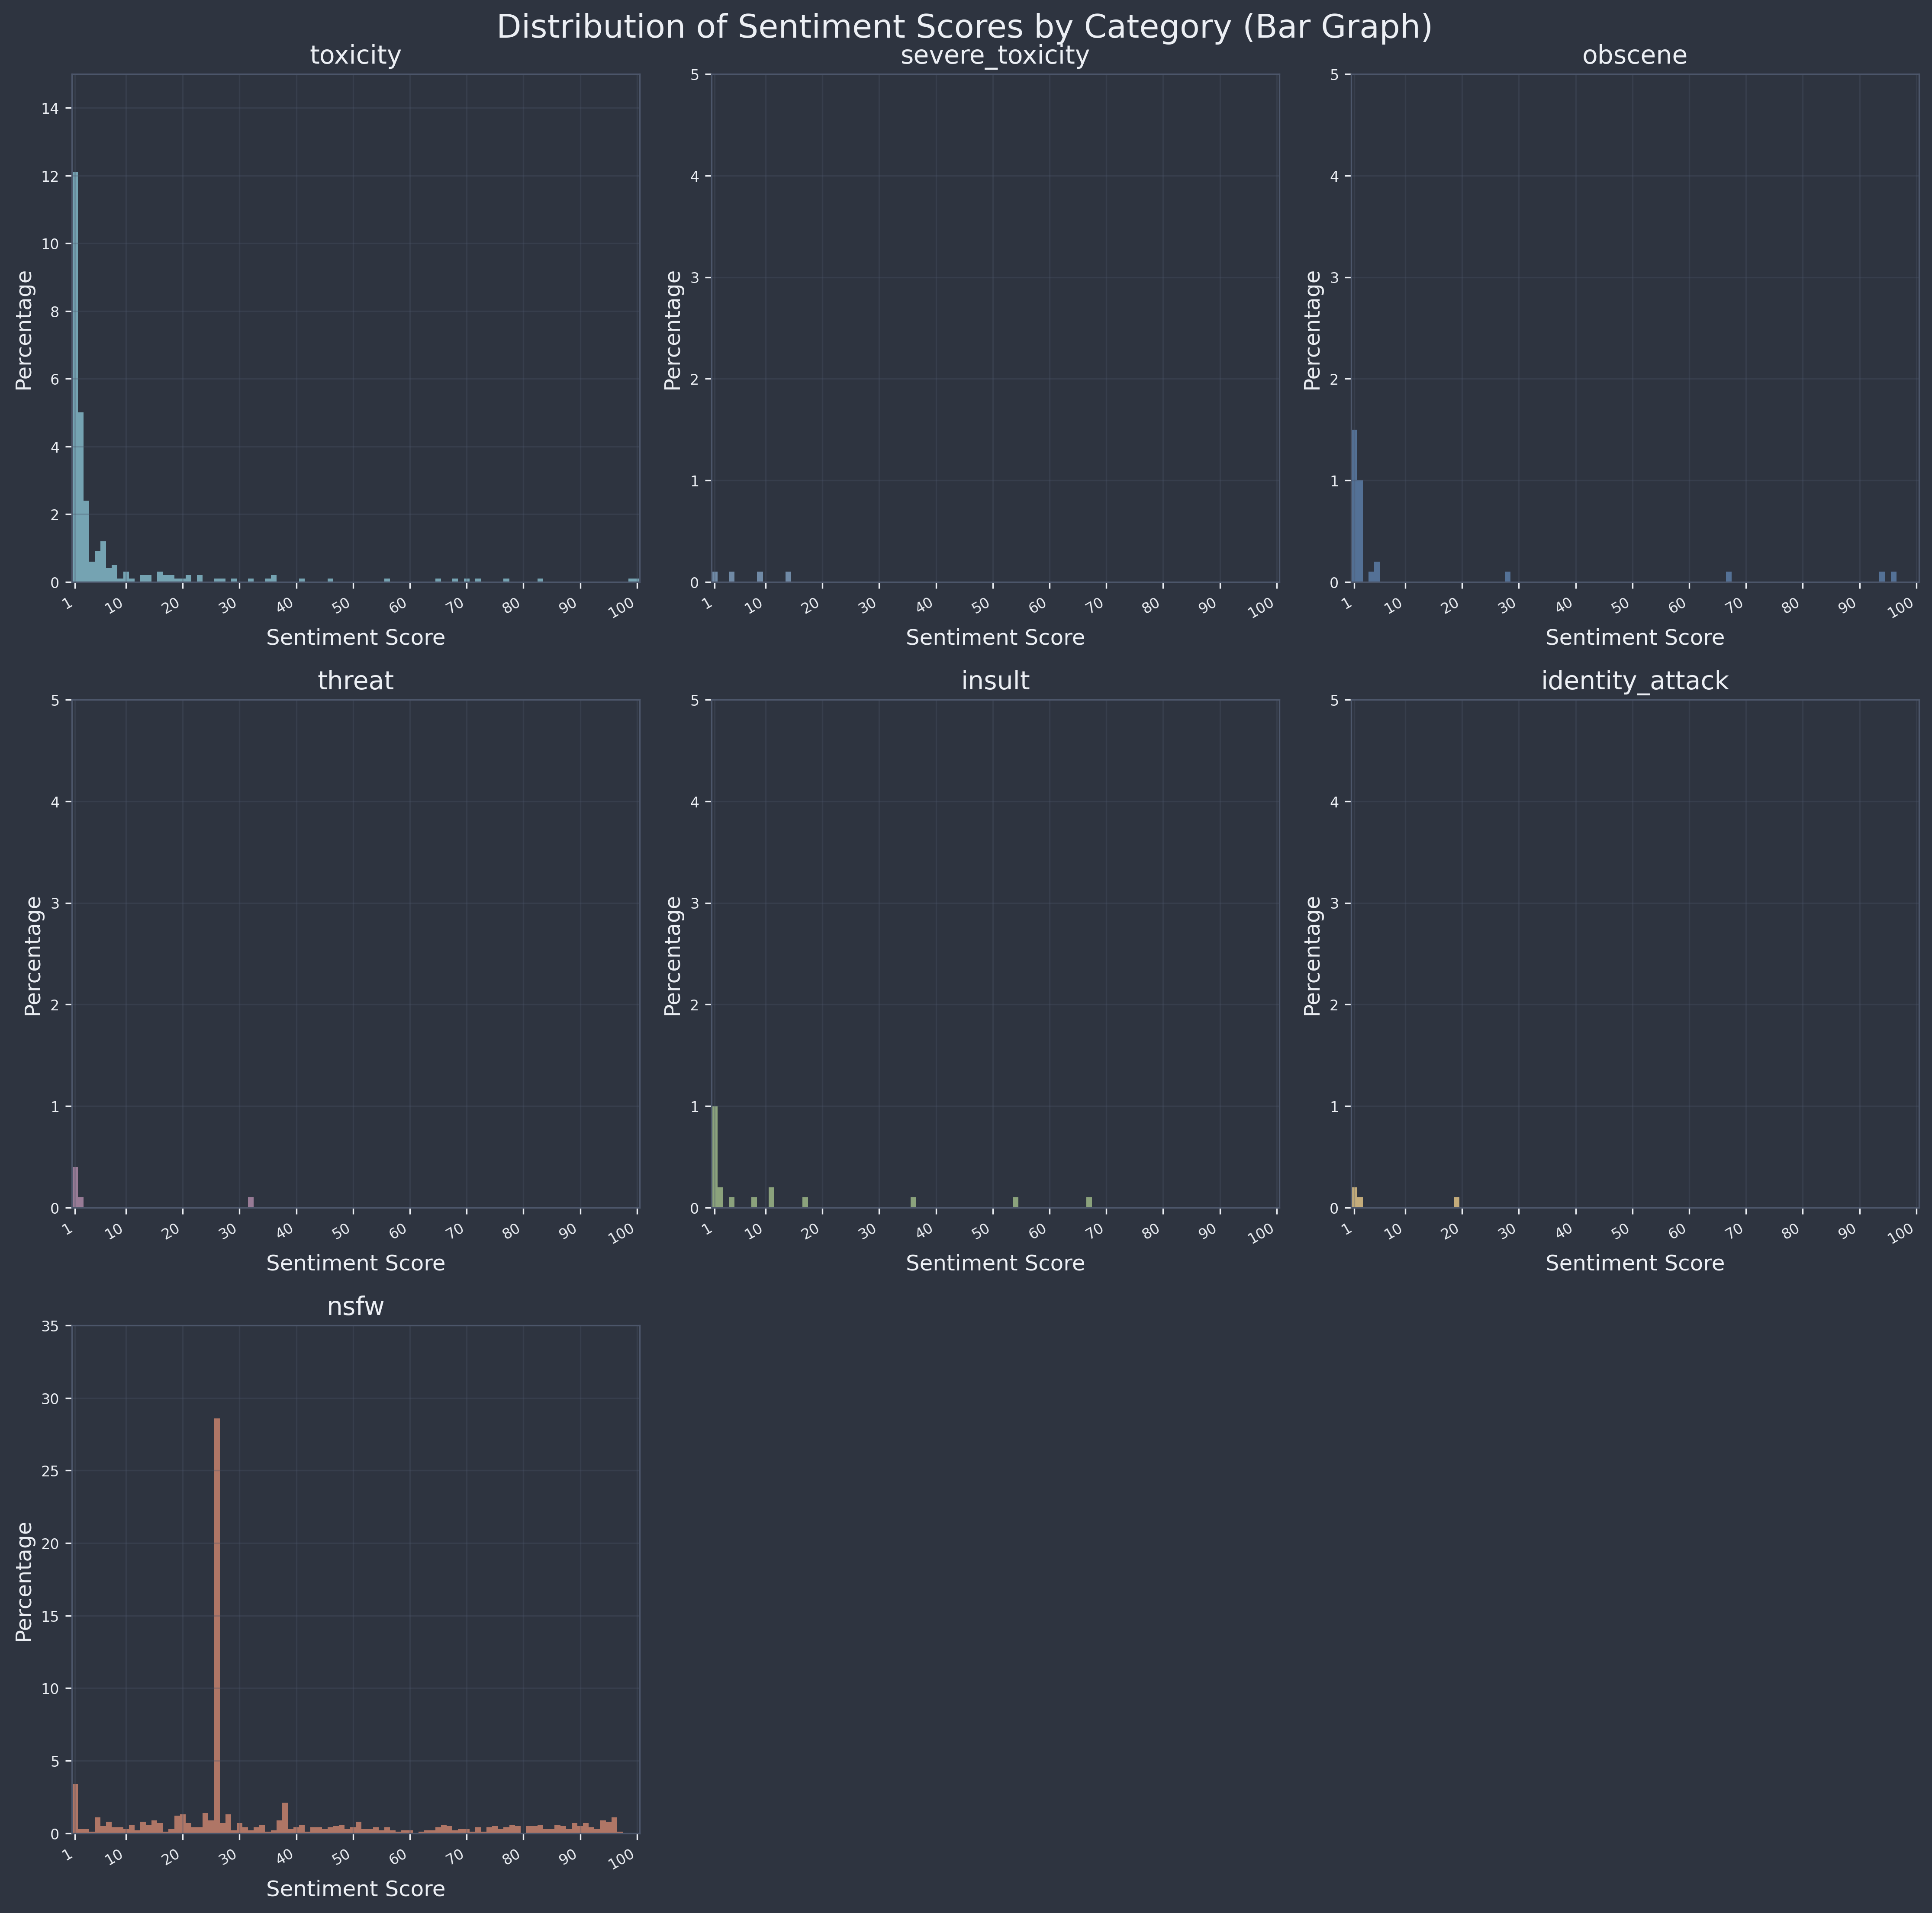 Distribution of Sentiment Scores by Category (Bar Graph)
toxicity
Percentage
14
12
10
8
6
4
2
0
1 10 20 30 40 50 60 70 80 90 100
Sentiment Score
severe_toxicity
Percentage
5
4
3
2
1
0
1 10 20 30 40 50 60 70 80 90 100
Sentiment Score
obscene
Percentage
5
4
3
2
1
0
1 10 20 30 40 50 60 70 80 90 100
Sentiment Score
threat
Percentage
5
4
3
2
1
0
1 10 20 30 40 50 60 70 80 90 100
Sentiment Score
insult
Percentage
5
4
3
2
1
0
1 10 20 30 40 50 60 70 80 90 100
Sentiment Score
identity_attack
Percentage
5
4
3
2
1
0
1 10 20 30 40 50 60 70 80 90 100
Sentiment Score
nsfw
Percentage
35
30
25
20
15
10
5
0
1 10 20 30 40 50 60 70 80 90 100
Sentiment Score